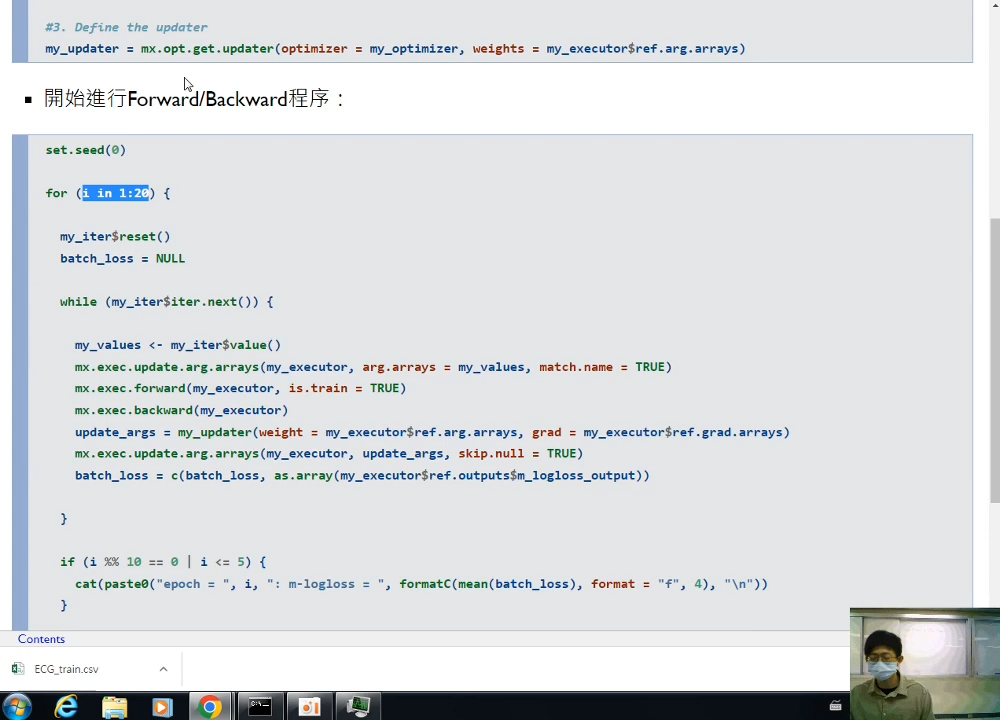 #3. Define the updater
my_updater = mx.opt.get.updater(optimizer = my_optimizer, weights = my_executor$ref.arg.arrays)
▪ 開始進行Forward/Backward程序：
set.seed(0)
for (i in 1:20) {
my_iter$reset()
batch_loss = NULL
while (my_iter$iter.next()) {
my_values <- my_iter$value()
mx.exec.update.arg.arrays(my_executor, arg.arrays = my_values, match.name = TRUE)
mx.exec.forward(my_executor, is.train = TRUE)
mx.exec.backward(my_executor)
update_args = my_updater(weight = my_executor$ref.arg.arrays, grad = my_executor$ref.grad.arrays)
mx.exec.update.arg.arrays(my_executor, update_args, skip.null = TRUE)
batch_loss = c(batch_loss, as.array(my_executor$ref.outputs$m_logloss_output))
}
if (i %% 10 == 0 | i <= 5) {
cat(paste0("epoch = ", i, ": m-logloss = ", formatC(mean(batch_loss), format = "f", 4), "\n"))
}
Contents
ECG_train.csv